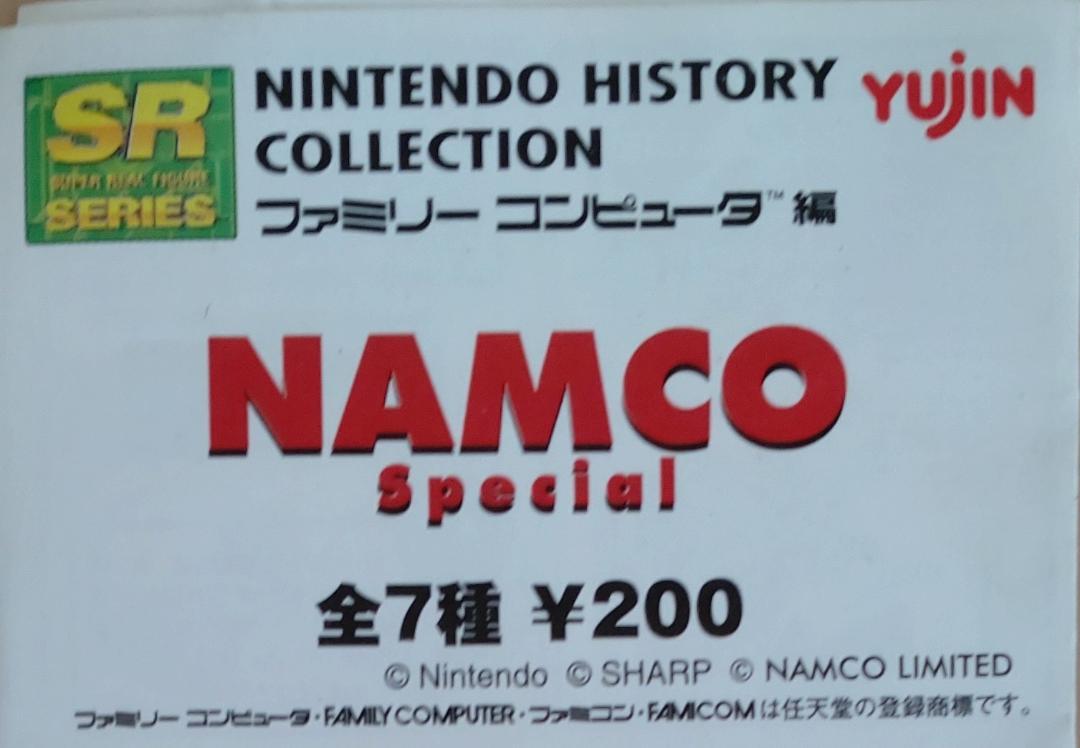 SR
SUPER REAL FIGURE
SERIES
NINTENDO HISTORY
COLLECTION
ファミリー コンピュータ™ 編
YUJIN
NAMCO
Special
全7種 ¥200
© Nintendo © SHARP © NAMCO LIMITED
ファミリー コンピュータ・FAMILY COMPUTER・ファミコン・FAMICOMは任天堂の登録商標です。